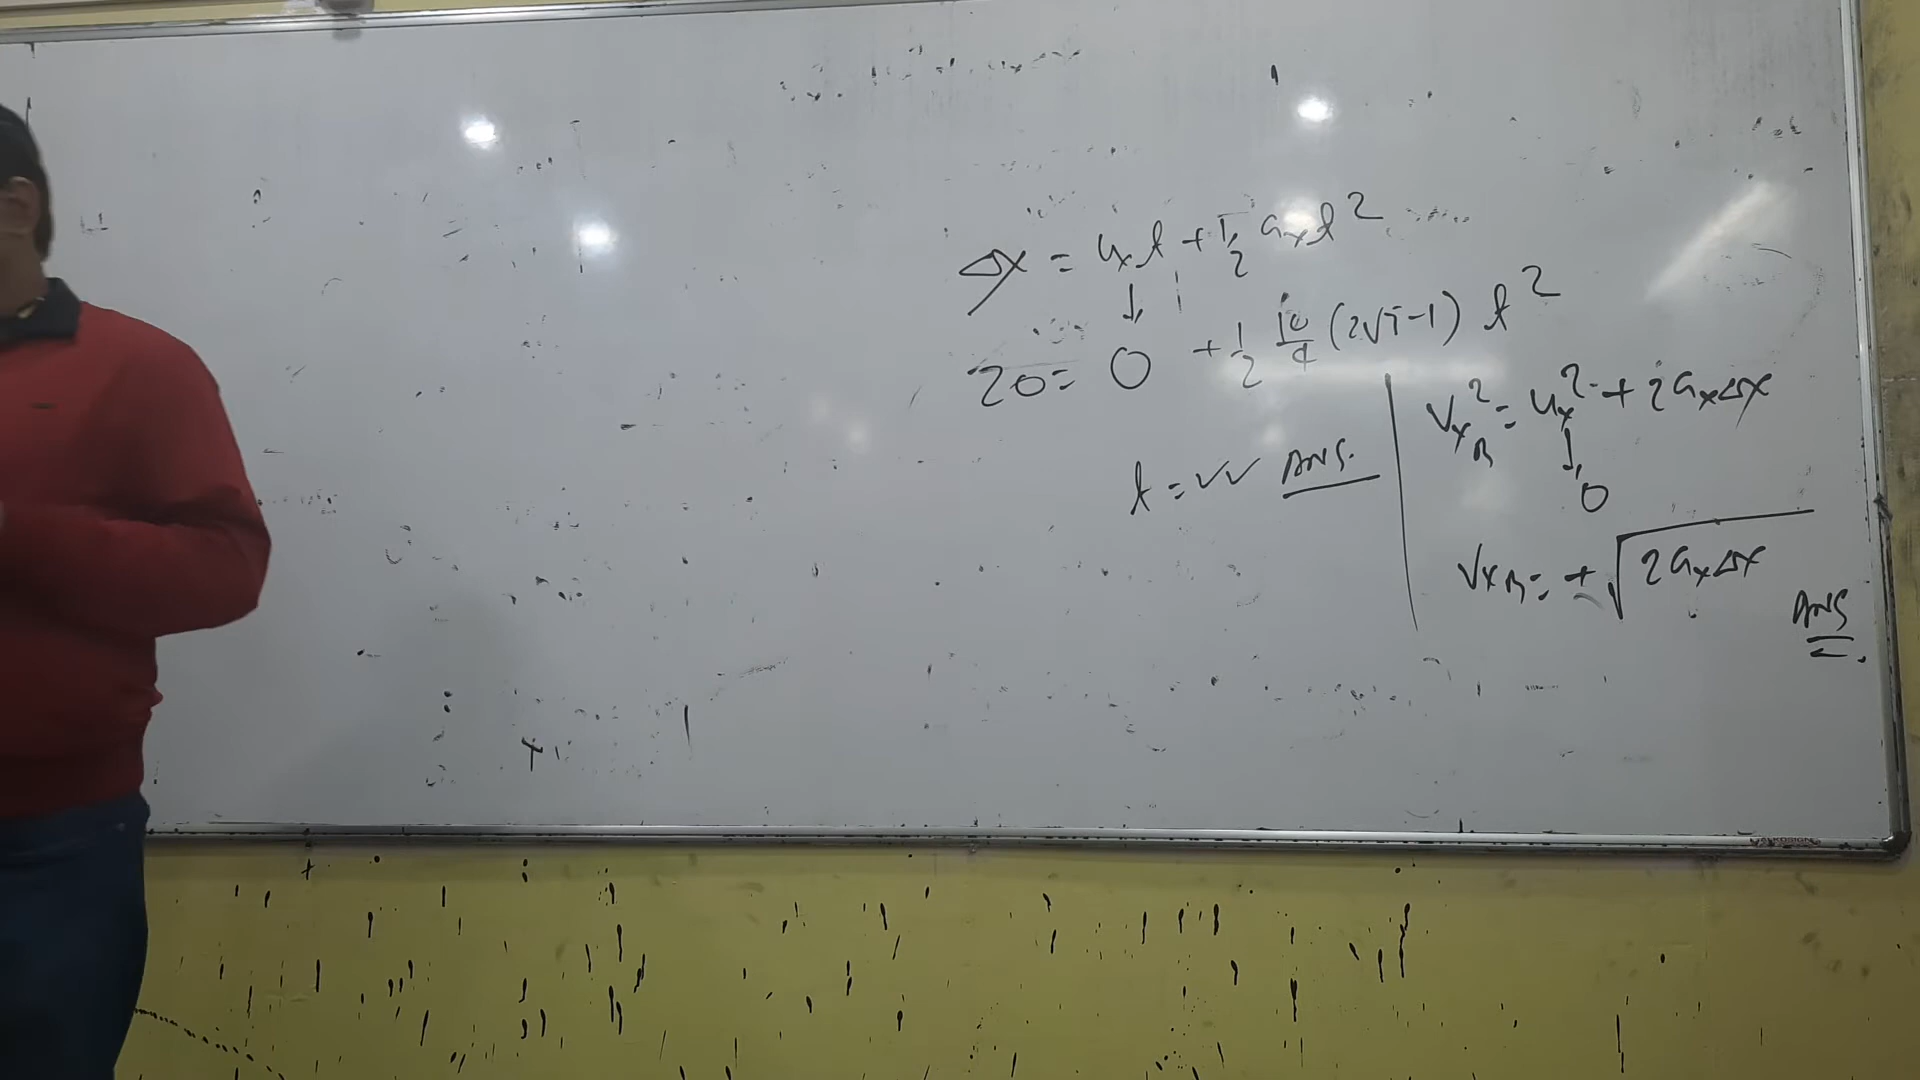 Δx = uₓt + 1/2 aₓt²
↓
20 = 0 + 1/2 10/4 (2√5-1) t²
t = ✓✓ ANS.
VₓB² = uₓ² + 2aₓΔx
↓
0
VₓB = + √2aₓΔx
ANS